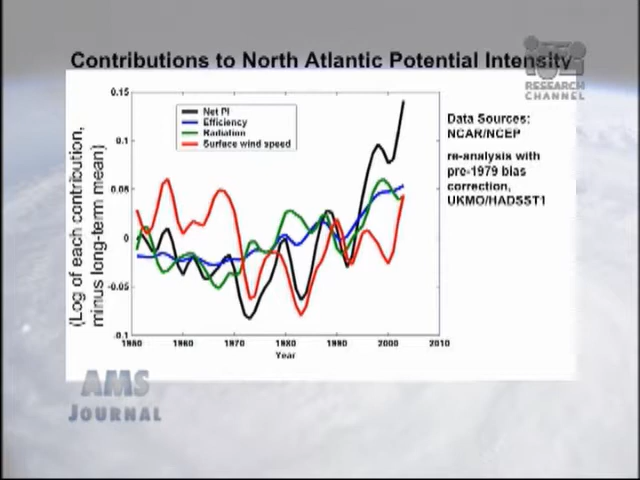 Contributions to North Atlantic Potential Intensity
RESEARCH
CHANNEL
(Log of each contribution,
minus long-term mean)
0.15
0.1
0.05
0
-0.05
-0.1
Net PI
Efficiency
Radiation
Surface wind speed
1950 1960 1970 1980 1990 2000 2010
Year
Data Sources:
NCAR/NCEP
re-analysis with
pre-1979 bias
correction,
UKMO/HADSST1
AMS
JOURNAL